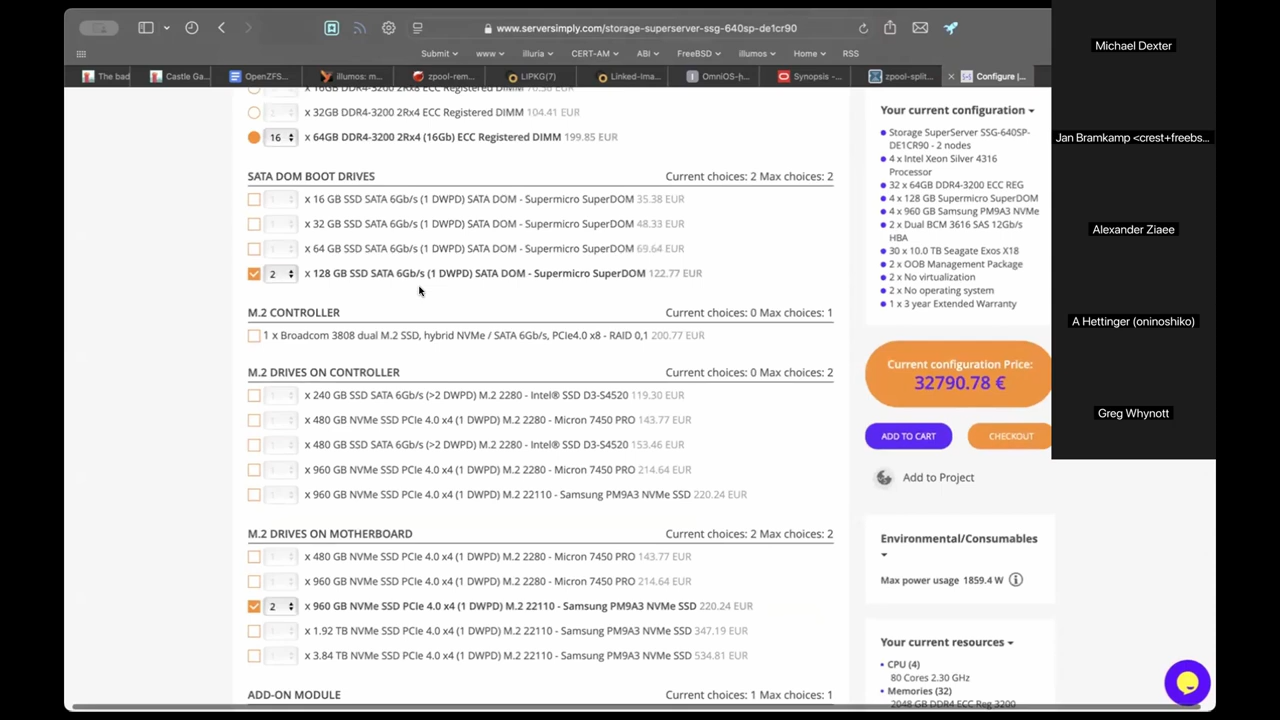 www.serversimply.com/storage-superserver-ssg-640sp-de1cr90
Submit www illuria CERT-AM ABI FreeBSD illumos Home RSS
The bad Castle Ga... OpenZFS... illumos: m... zpool-rem... LIPKG(7) Linked-Ima... OmniOS-h... Synopsis -... zpool-split... Configure |...
x 16GB DDR4-3200 2Rx8 ECC Registered DIMM 76.36 EUR
x 32GB DDR4-3200 2Rx4 ECC Registered DIMM 104.41 EUR
16 x 64GB DDR4-3200 2Rx4 (16Gb) ECC Registered DIMM 199.85 EUR
SATA DOM BOOT DRIVES Current choices: 2 Max choices: 2
x 16 GB SSD SATA 6Gb/s (1 DWPD) SATA DOM - Supermicro SuperDOM 35.38 EUR
x 32 GB SSD SATA 6Gb/s (1 DWPD) SATA DOM - Supermicro SuperDOM 48.33 EUR
x 64 GB SSD SATA 6Gb/s (1 DWPD) SATA DOM - Supermicro SuperDOM 69.64 EUR
2 x 128 GB SSD SATA 6Gb/s (1 DWPD) SATA DOM - Supermicro SuperDOM 122.77 EUR
M.2 CONTROLLER Current choices: 0 Max choices: 1
1 x Broadcom 3808 dual M.2 SSD, hybrid NVMe / SATA 6Gb/s, PCIe4.0 x8 - RAID 0,1 200.77 EUR
M.2 DRIVES ON CONTROLLER Current choices: 0 Max choices: 2
x 240 GB SSD SATA 6Gb/s (>2 DWPD) M.2 2280 - Intel® SSD D3-S4520 119.30 EUR
x 480 GB NVMe SSD PCIe 4.0 x4 (1 DWPD) M.2 2280 - Micron 7450 PRO 143.77 EUR
x 480 GB SSD SATA 6Gb/s (>2 DWPD) M.2 2280 - Intel® SSD D3-S4520 153.46 EUR
x 960 GB NVMe SSD PCIe 4.0 x4 (1 DWPD) M.2 2280 - Micron 7450 PRO 214.64 EUR
x 960 GB NVMe SSD PCIe 4.0 x4 (1 DWPD) M.2 22110 - Samsung PM9A3 NVMe SSD 220.24 EUR
M.2 DRIVES ON MOTHERBOARD Current choices: 2 Max choices: 2
x 480 GB NVMe SSD PCIe 4.0 x4 (1 DWPD) M.2 2280 - Micron 7450 PRO 143.77 EUR
x 960 GB NVMe SSD PCIe 4.0 x4 (1 DWPD) M.2 2280 - Micron 7450 PRO 214.64 EUR
2 x 960 GB NVMe SSD PCIe 4.0 x4 (1 DWPD) M.2 22110 - Samsung PM9A3 NVMe SSD 220.24 EUR
x 1.92 TB NVMe SSD PCIe 4.0 x4 (1 DWPD) M.2 22110 - Samsung PM9A3 NVMe SSD 347.19 EUR
x 3.84 TB NVMe SSD PCIe 4.0 x4 (1 DWPD) M.2 22110 - Samsung PM9A3 NVMe SSD 534.81 EUR
ADD-ON MODULE Current choices: 1 Max choices: 1
Your current configuration
Storage SuperServer SSG-640SP-
DE1CR90 - 2 nodes
4 x Intel Xeon Silver 4316
Processor
32 x 64GB DDR4-3200 ECC REG
4 x 128 GB Supermicro SuperDOM
4 x 960 GB Samsung PM9A3 NVMe
2 x Dual BCM 3616 SAS 12Gb/s
HBA
30 x 10.0 TB Seagate Exos X18
2 x OOB Management Package
2 x No virtualization
2 x No operating system
1 x 3 year Extended Warranty
Current configuration Price:
32790.78 €
ADD TO CART CHECKOUT
Add to Project
Environmental/Consumables
Max power usage 1859.4 W
Your current resources
CPU (4)
80 Cores 2.30 GHz
Memories (32)
2048 GB DDR4 ECC Reg 3200
Michael Dexter
Jan Bramkamp <crest+freebs...
Alexander Ziaee
A Hettinger (oninoshiko)
Greg Whynott